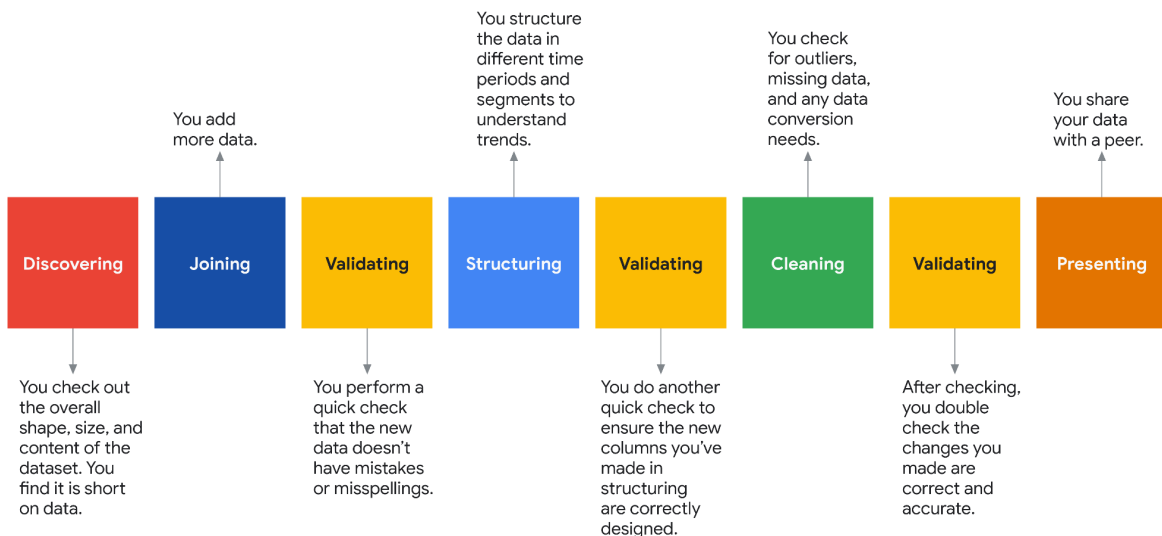 You structure
the data in
different time
periods and
segments to
understand
trends.
You check
for outliers,
missing data,
and any data
conversion
needs.
You add
more data.
You share
your data
with a peer.
Discovering
Joining
Validating
Structuring
Validating
Cleaning
Validating
Presenting
You check out
the overall
shape, size, and
content of the
dataset. You
find it is short
on data.
You perform a
quick check
that the new
data doesn’t
have mistakes
or misspellings.
You do another
quick check to
ensure the new
columns you’ve
made in
structuring
are correctly
designed.
After checking,
you double
check the
changes you
made are
correct and
accurate.